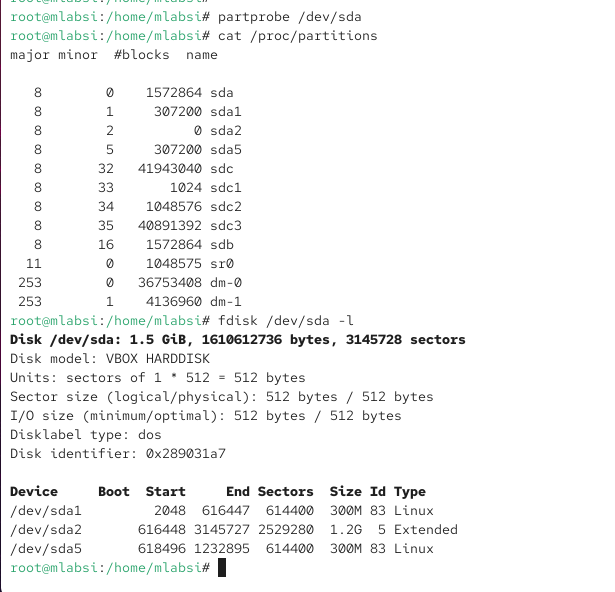 root@mlabsi:/home/mlabsi# partprobe /dev/sda
root@mlabsi:/home/mlabsi# cat /proc/partitions
major minor  #blocks  name

   8        0    1572864 sda
   8        1     307200 sda1
   8        2          0 sda2
   8        5     307200 sda5
   8       32   41943040 sdc
   8       33       1024 sdc1
   8       34    1048576 sdc2
   8       35   40891392 sdc3
   8       16    1572864 sdb
  11        0    1048575 sr0
 253        0   36753408 dm-0
 253        1    4136960 dm-1
root@mlabsi:/home/mlabsi# fdisk /dev/sda -l
Disk /dev/sda: 1.5 GiB, 1610612736 bytes, 3145728 sectors
Disk model: VBOX HARDDISK
Units: sectors of 1 * 512 = 512 bytes
Sector size (logical/physical): 512 bytes / 512 bytes
I/O size (minimum/optimal): 512 bytes / 512 bytes
Disklabel type: dos
Disk identifier: 0x289031a7

Device     Boot  Start     End Sectors  Size Id Type
/dev/sda1         2048  616447  614400  300M 83 Linux
/dev/sda2       616448 3145727 2529280  1.2G  5 Extended
/dev/sda5       618496 1232895  614400  300M 83 Linux
root@mlabsi:/home/mlabsi#